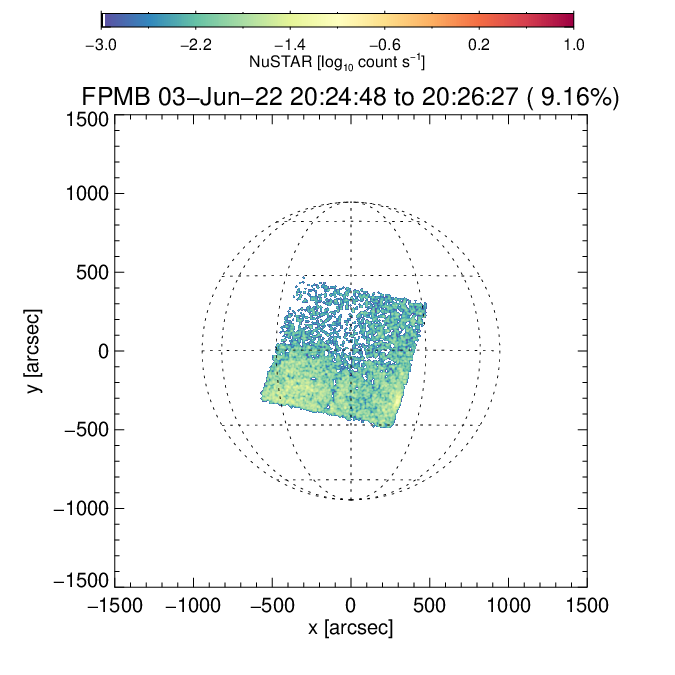 −3.0 −2.2 −1.4 −0.6 0.2 1.0
NuSTAR [log₁₀ count s⁻¹]
FPMB 03−Jun−22 20:24:48 to 20:26:27 ( 9.16%)
1500
1000
500
0
−500
−1000
−1500
y [arcsec]
−1500 −1000 −500 0 500 1000 1500
x [arcsec]